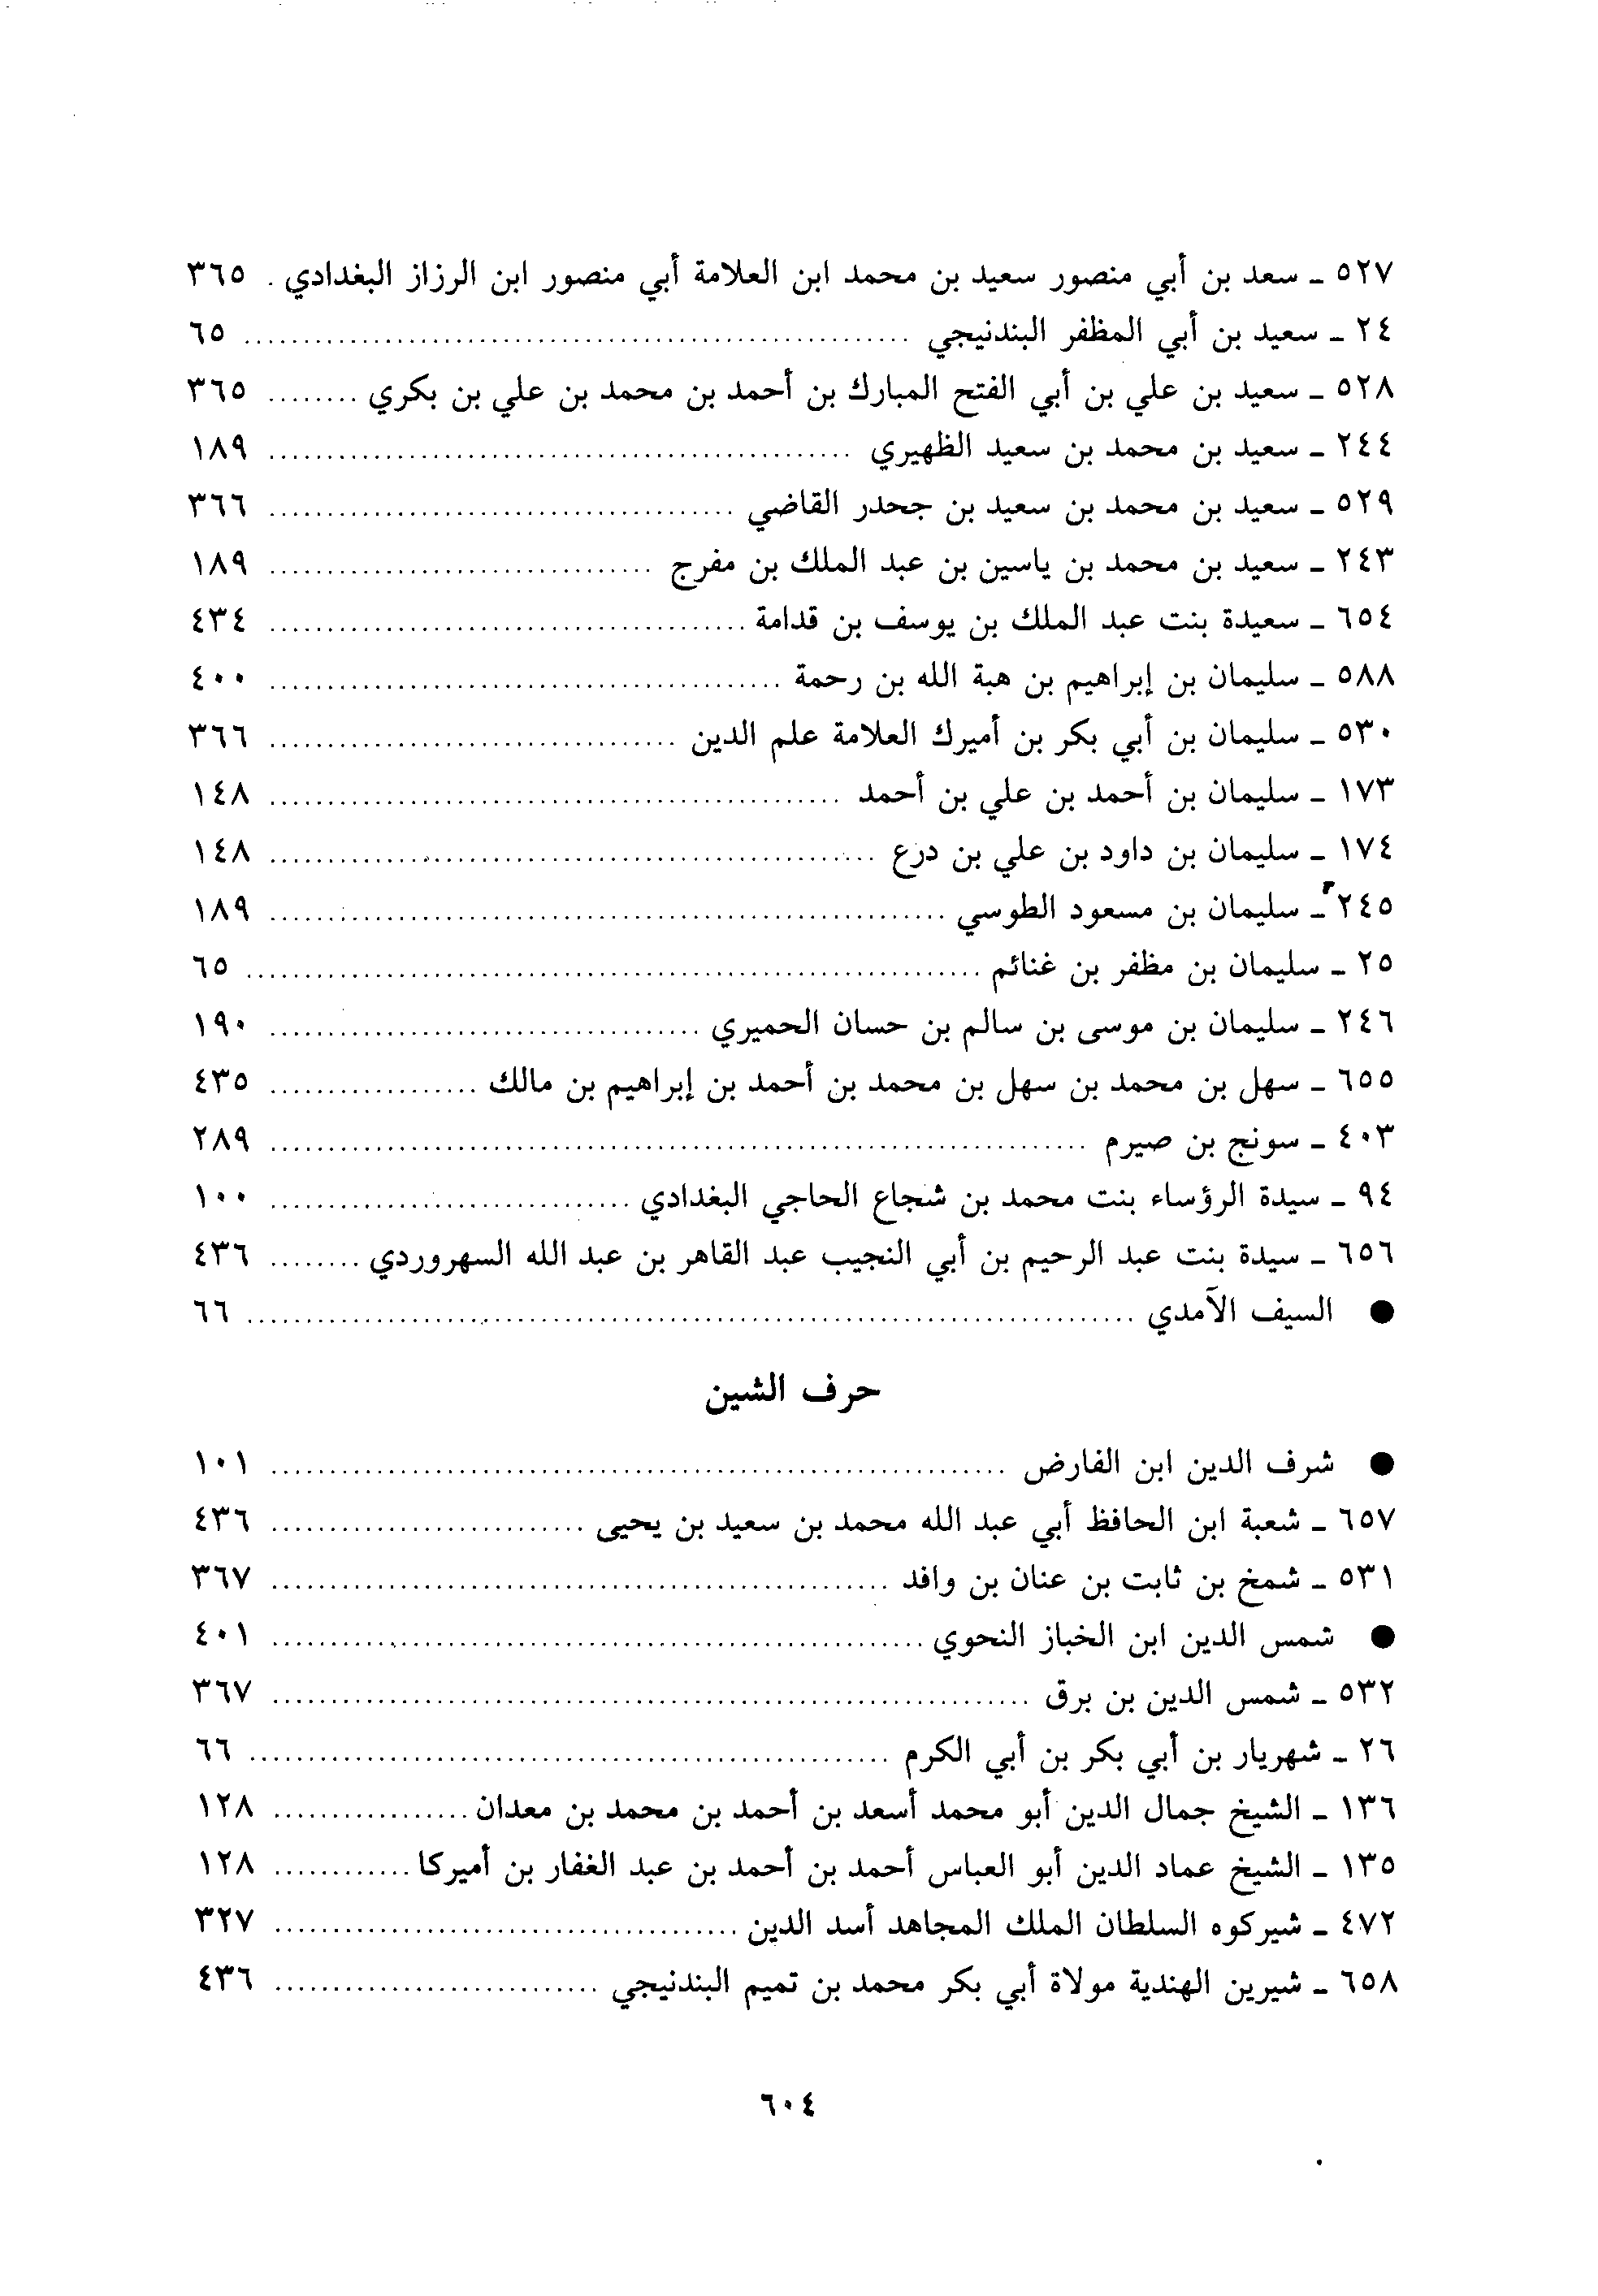 ٥٢٧ ـ سعد بن أبي منصور سعيد بن محمد ابن العلامة أبي منصور ابن الرزاز البغدادي . ٣٦٥
٢٤ ـ سعيد بن أبي المظفر البندنيجي ........ ٦٥
٥٢٨ ـ سعيد بن علي بن أبي الفتح المبارك بن أحمد بن محمد بن علي بن بكري ........ ٣٦٥
٢٤٤ ـ سعيد بن محمد بن سعيد الظهيري ........ ١٨٩
٥٢٩ ـ سعيد بن محمد بن سعيد بن جحدر القاضي ........ ٣٦٦
٢٤٣ ـ سعيد بن محمد بن ياسين بن عبد الملك بن مفرج ........ ١٨٩
٦٥٤ ـ سعيدة بنت عبد الملك بن يوسف بن قدامة ........ ٤٣٤
٥٨٨ ـ سليمان بن إبراهيم بن هبة الله بن رحمة ........ ٤٠٠
٥٣٠ ـ سليمان بن أبي بكر بن أميرك العلامة علم الدين ........ ٣٦٦
١٧٣ ـ سليمان بن أحمد بن علي بن أحمد ........ ١٤٨
١٧٤ ـ سليمان بن داود بن علي بن درع ........ ١٤٨
٢٤٥ ـ سليمان بن مسعود الطوسي ........ ١٨٩
٢٥ ـ سليمان بن مظفر بن غنائم ........ ٦٥
٢٤٦ ـ سليمان بن موسى بن سالم بن حسان الحميري ........ ١٩٠
٦٥٥ ـ سهل بن محمد بن سهل بن محمد بن أحمد بن إبراهيم بن مالك ........ ٤٣٥
٤٠٣ ـ سونج بن صيرم ........ ٢٨٩
٩٤ ـ سيدة الرؤساء بنت محمد بن شجاع الحاجي البغدادي ........ ١٠٠
٦٥٦ ـ سيدة بنت عبد الرحيم بن أبي النجيب عبد القاهر بن عبد الله السهروردي ........ ٤٣٦
● السيف الآمدي ........ ٦٦
حرف الشين
● شرف الدين ابن الفارض ........ ١٠١
٦٥٧ ـ شعبة ابن الحافظ أبي عبد الله محمد بن سعيد بن يحيى ........ ٤٣٦
٥٣١ ـ شمخ بن ثابت بن عنان بن وافد ........ ٣٦٧
● شمس الدين ابن الخباز النحوي ........ ٤٠١
٥٣٢ ـ شمس الدين بن برق ........ ٣٦٧
٢٦ ـ شهريار بن أبي بكر بن أبي الكرم ........ ٦٦
١٣٦ ـ الشيخ جمال الدين أبو محمد أسعد بن أحمد بن محمد بن معدان ........ ١٢٨
١٣٥ ـ الشيخ عماد الدين أبو العباس أحمد بن أحمد بن عبد الغفار بن أميركا ........ ١٢٨
٤٧٢ ـ شيركوه السلطان الملك المجاهد أسد الدين ........ ٣٢٧
٦٥٨ ـ شيرين الهندية مولاة أبي بكر محمد بن تميم البندنيجي ........ ٤٣٦
٦٠٤